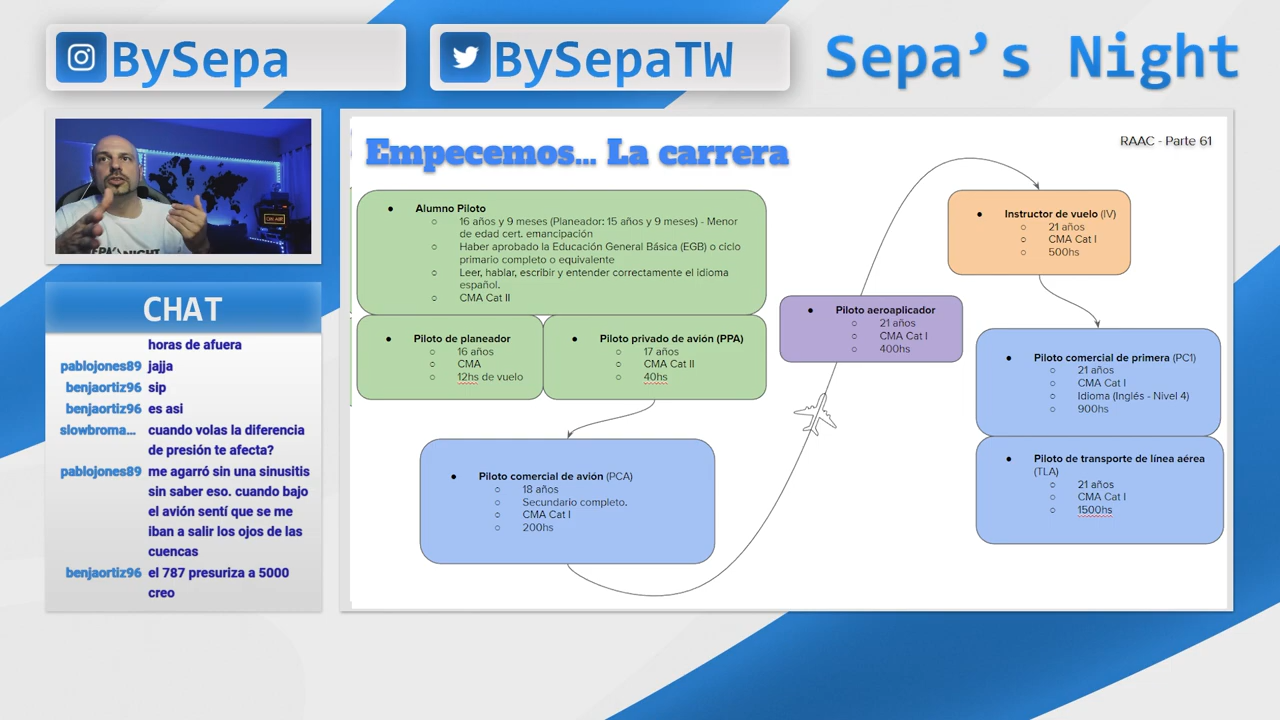 BySepa
BySepaTW
Sepa’s Night
CHAT
horas de afuera
pablojones89 jajja
benjaortiz96 sip
benjaortiz96 es asi
slowbroma... cuando volas la diferencia
de presión te afecta?
pablojones89 me agarró sin una sinusitis
sin saber eso. cuando bajo
el avión sentí que se me
iban a salir los ojos de las
cuencas
benjaortiz96 el 787 presuriza a 5000
creo
Empecemos... La carrera
RAAC - Parte 61
Alumno Piloto
16 años y 9 meses (Planeador: 15 años y 9 meses) - Menor
de edad cert. emancipación
Haber aprobado la Educación General Básica (EGB) o ciclo
primario completo o equivalente
Leer, hablar, escribir y entender correctamente el idioma
español.
CMA Cat II
Piloto de planeador
16 años
CMA
12hs de vuelo
Piloto privado de avión (PPA)
17 años
CMA Cat II
40hs
Piloto comercial de avión (PCA)
18 años
Secundario completo.
CMA Cat I
200hs
Piloto aeroaplicador
21 años
CMA Cat I
400hs
Instructor de vuelo (IV)
21 años
CMA Cat I
500hs
Piloto comercial de primera (PC1)
21 años
CMA Cat I
Idioma (Inglés - Nivel 4)
900hs
Piloto de transporte de línea aérea
(TLA)
21 años
CMA Cat I
1500hs